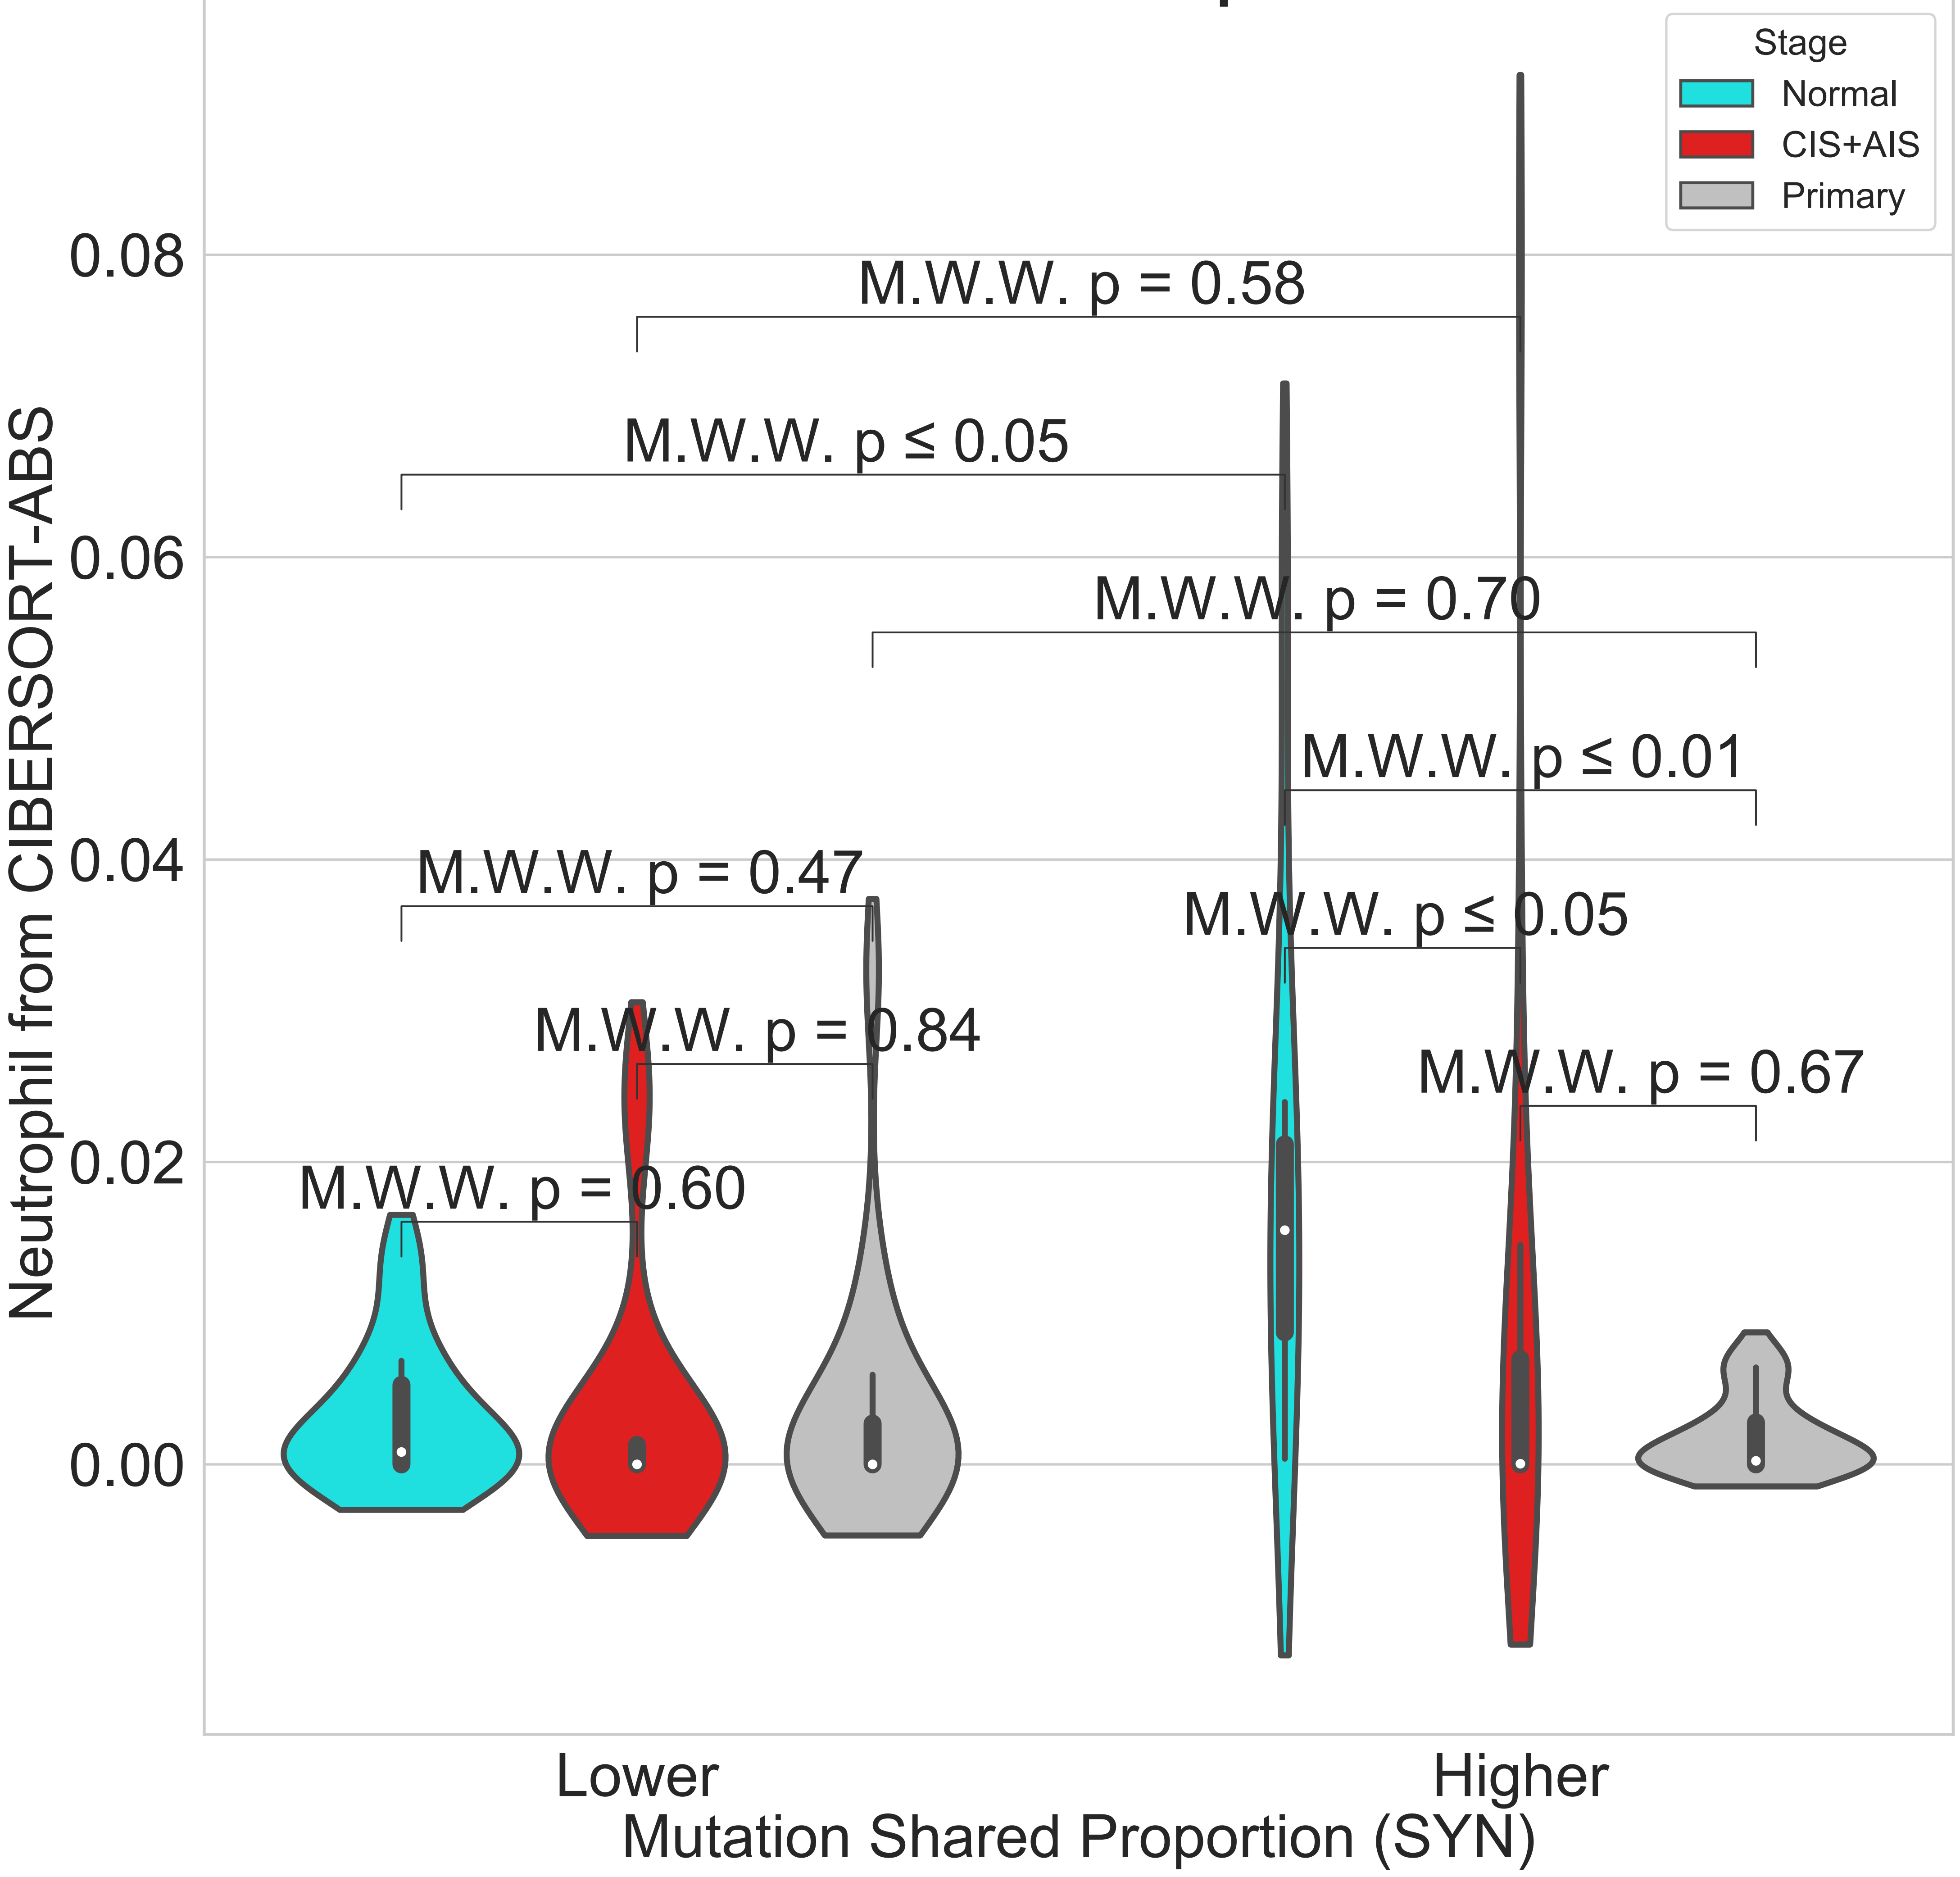 Stage
Normal
CIS+AIS
Primary
0.08
M.W.W. p = 0.58
M.W.W. p ≤ 0.05
0.06
M.W.W. p = 0.70
M.W.W. p ≤ 0.01
0.04
M.W.W. p = 0.47
M.W.W. p ≤ 0.05
M.W.W. p = 0.84
M.W.W. p = 0.67
0.02
M.W.W. p = 0.60
0.00
Neutrophil from CIBERSORT-ABS
Lower
Higher
Mutation Shared Proportion (SYN)